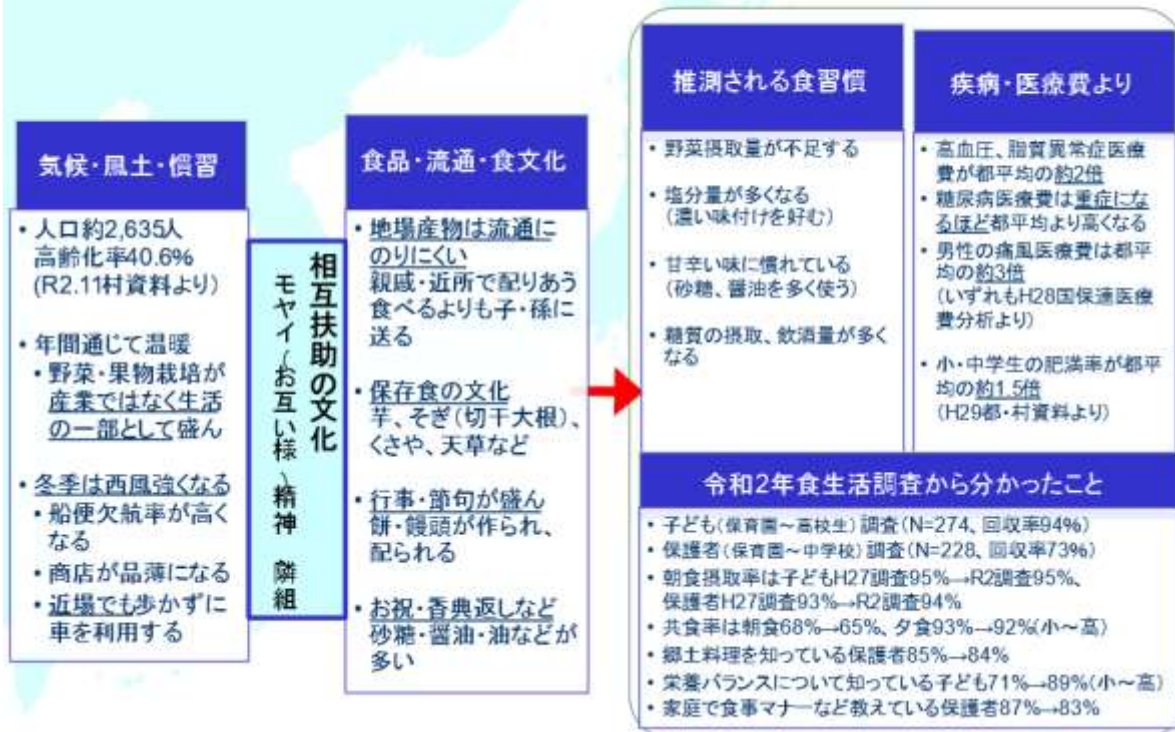 気候・風土・慣習
・人口約2,635人
高齢化率40.6%
(R2.11村資料より)
・年間通じて温暖
・野菜・果物栽培が
産業ではなく生活
の一部として盛ん
・冬季は西風強くなる
・船便欠航率が高く
なる
・商店が品薄になる
・近場でも歩かずに
車を利用する
相互扶助の文化
モヤイ(お互い様)精神 隣組
食品・流通・食文化
・地場産物は流通に
のりにくい
親戚・近所で配りあう
食べるよりも子・孫に
送る
・保存食の文化
芋、そぎ(切干大根)、
くさや、天草など
・行事・節句が盛ん
餅・饅頭が作られ、
配られる
・お祝・香典返しなど
砂糖・醤油・油などが
多い
推測される食習慣
・野菜摂取量が不足する
・塩分量が多くなる
(濃い味付けを好む)
・甘辛い味に慣れている
(砂糖、醤油を多く使う)
・糖質の摂取、飲酒量が多く
なる
疾病・医療費より
・高血圧、脂質異常症医療
費が都平均の約2倍
・糖尿病医療費は重症にな
るほど都平均より高くなる
・男性の痛風医療費は都平
均の約3倍
(いずれもH28国保連医療
費分析より)
・小・中学生の肥満率が都平
均の約1.5倍
(H29都・村資料より)
令和2年食生活調査から分かったこと
・子ども(保育園~高校生)調査(N=274、回収率94%)
・保護者(保育園~中学校)調査(N=228、回収率73%)
・朝食摂取率は子どもH27調査95%→R2調査95%、
保護者H27調査93%→R2調査94%
・共食率は朝食68%→65%、夕食93%→92%(小~高)
・郷土料理を知っている保護者85%→84%
・栄養バランスについて知っている子ども71%→89%(小~高)
・家庭で食事マナーなど教えている保護者87%→83%